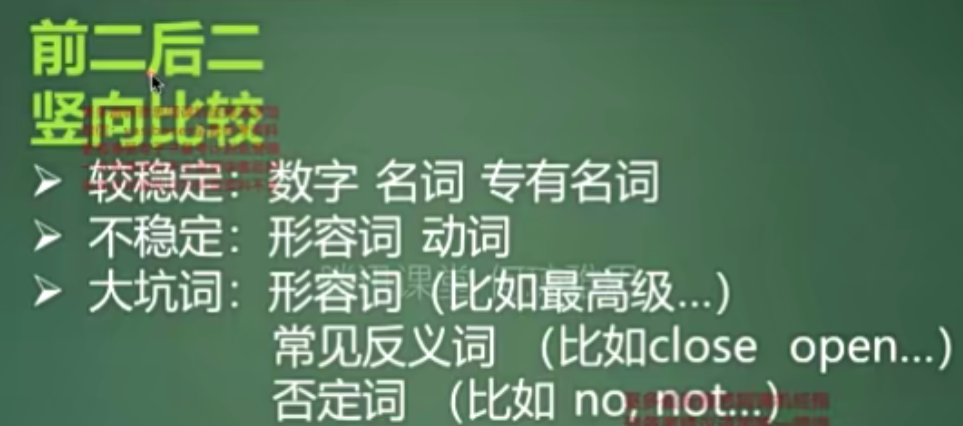 前二后二
竖向比较
➢ 较稳定：数字 名词 专有名词
➢ 不稳定：形容词 动词
➢ 大坑词：形容词（比如最高级...）
常见反义词 （比如close open...）
否定词 （比如 no, not...）